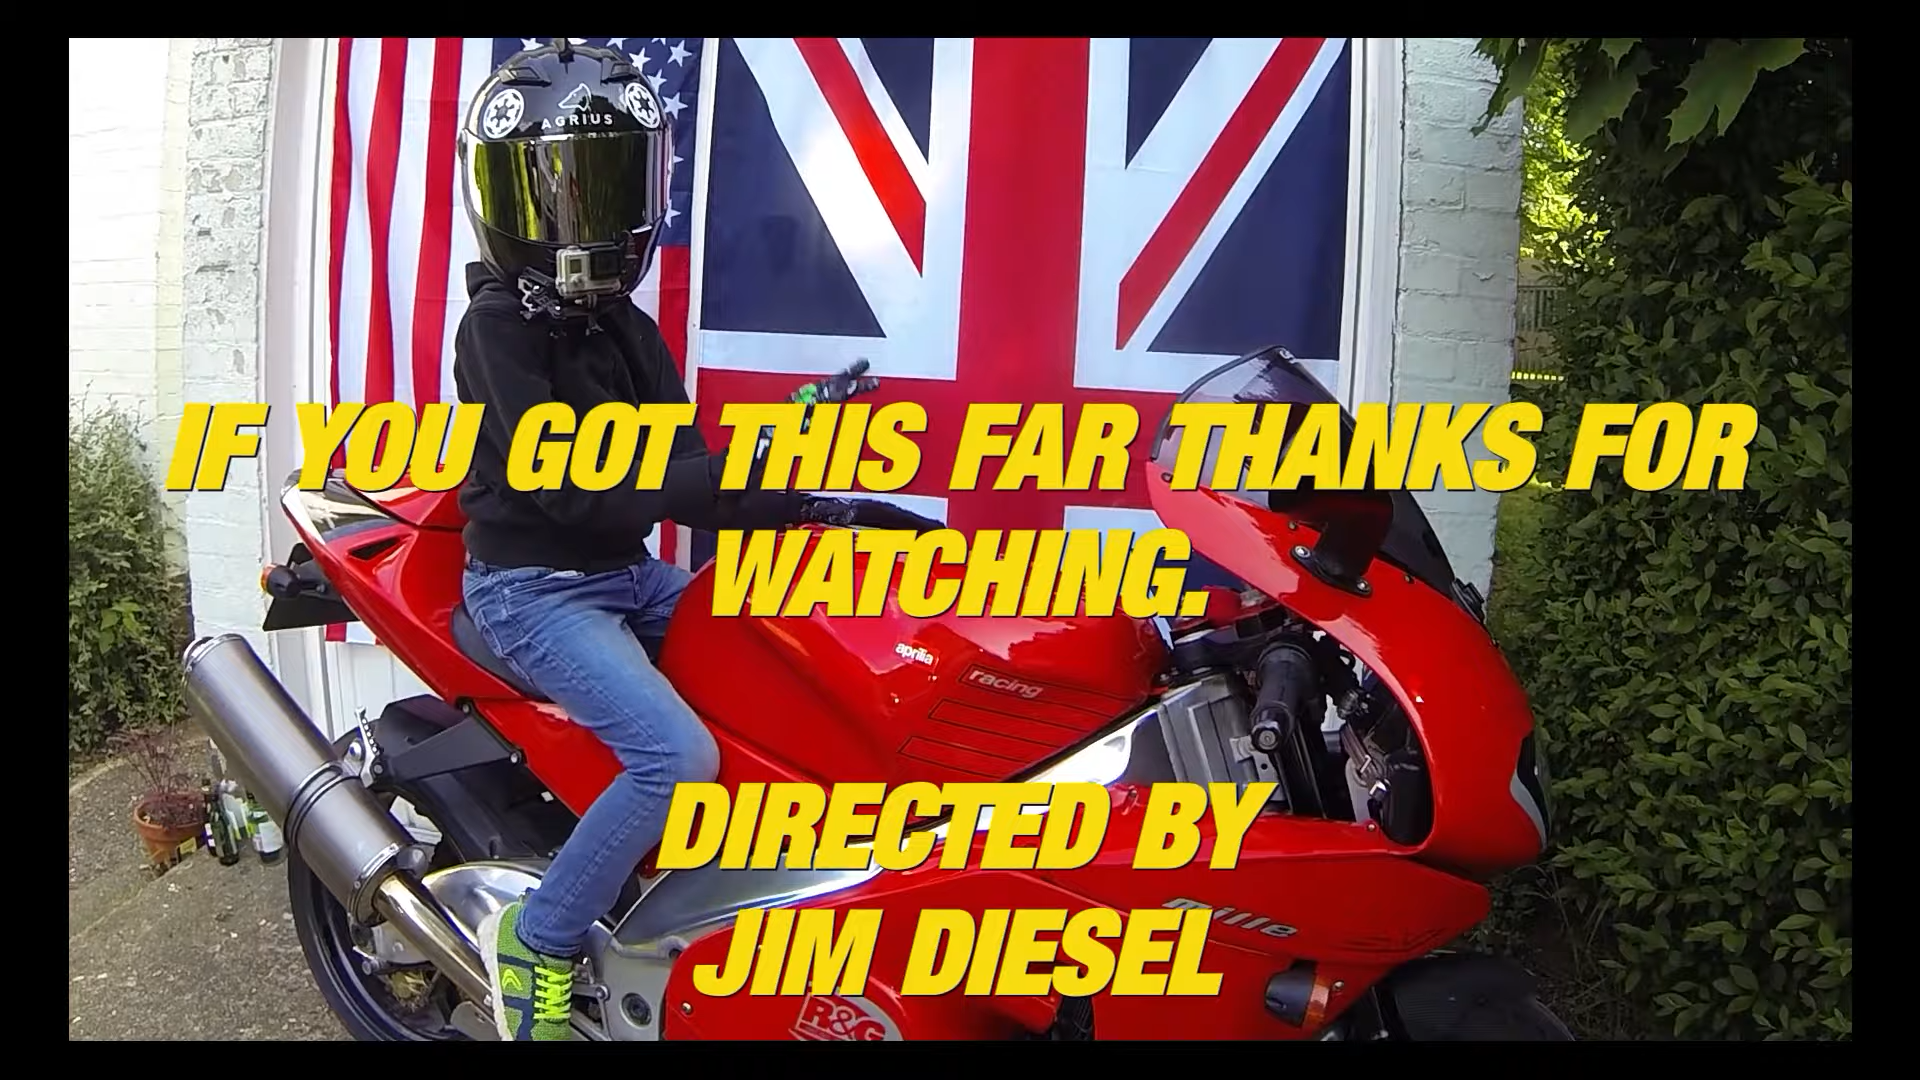 AGRIUS
IF YOU GOT THIS FAR THANKS FOR
WATCHING.
aprilia
racing
DIRECTED BY
mille
JIM DIESEL
R&G